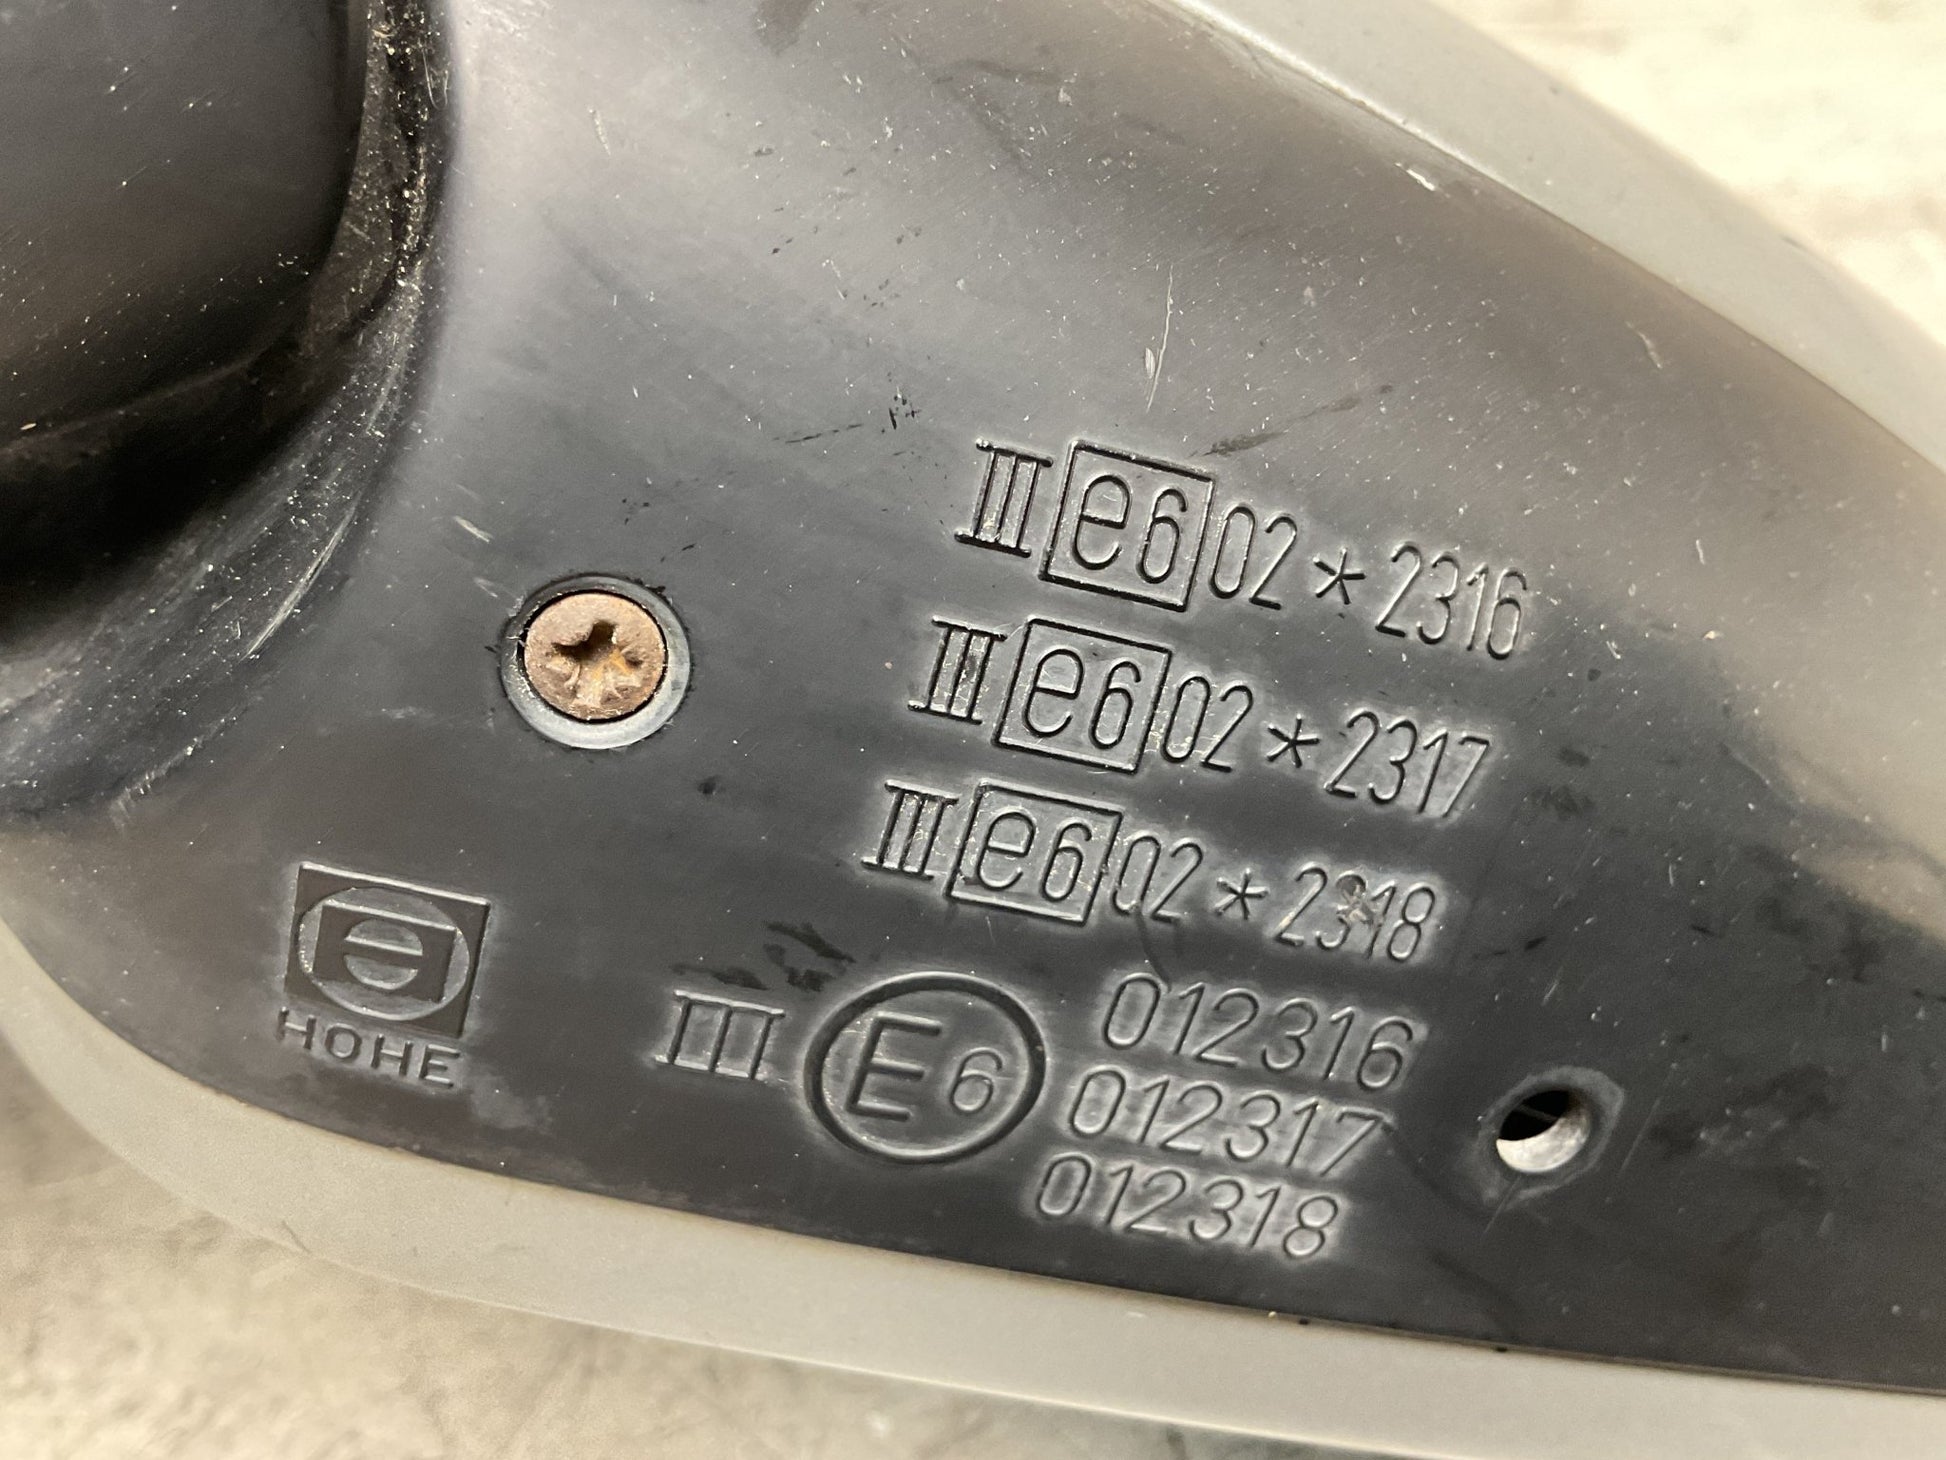 III e6 02 * 2316
III e6 02 * 2317
III e6 02 * 2318
HOHE
III E6 012316
012317
012318